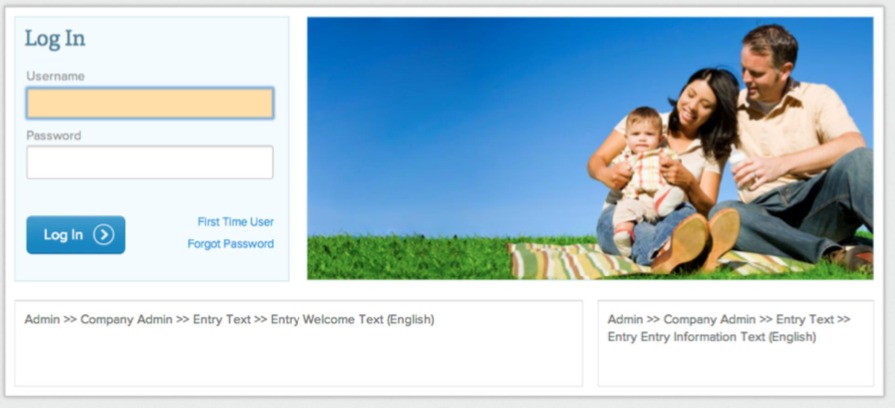 Log In
Username
Password
Log In
First Time User
Forgot Password
Admin >> Company Admin >> Entry Text >> Entry Welcome Text (English)
Admin >> Company Admin >> Entry Text >>
Entry Entry Information Text (English)